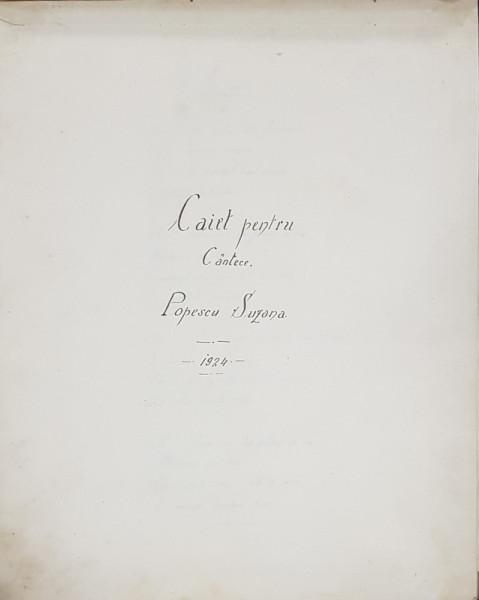 Caiet pentru
Cântece.
Popescu Suzana
1924.